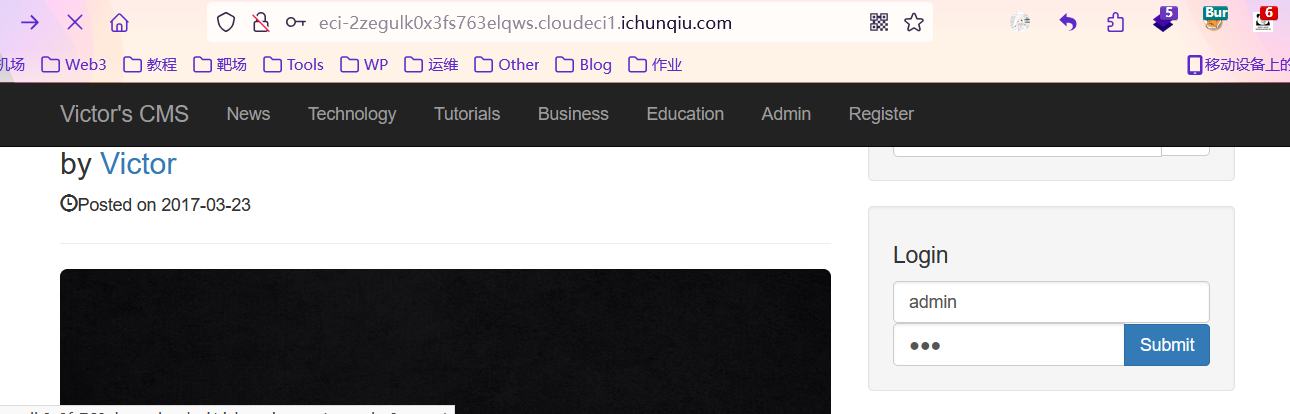 eci-2zegulk0x3fs763elqws.cloudeci1.ichunqiu.com
5 Bur 6
机场 Web3 教程 靶场 Tools WP 运维 Other Blog 作业 移动设备上的
Victor's CMS News Technology Tutorials Business Education Admin Register
by Victor
Posted on 2017-03-23
Login
admin
Submit